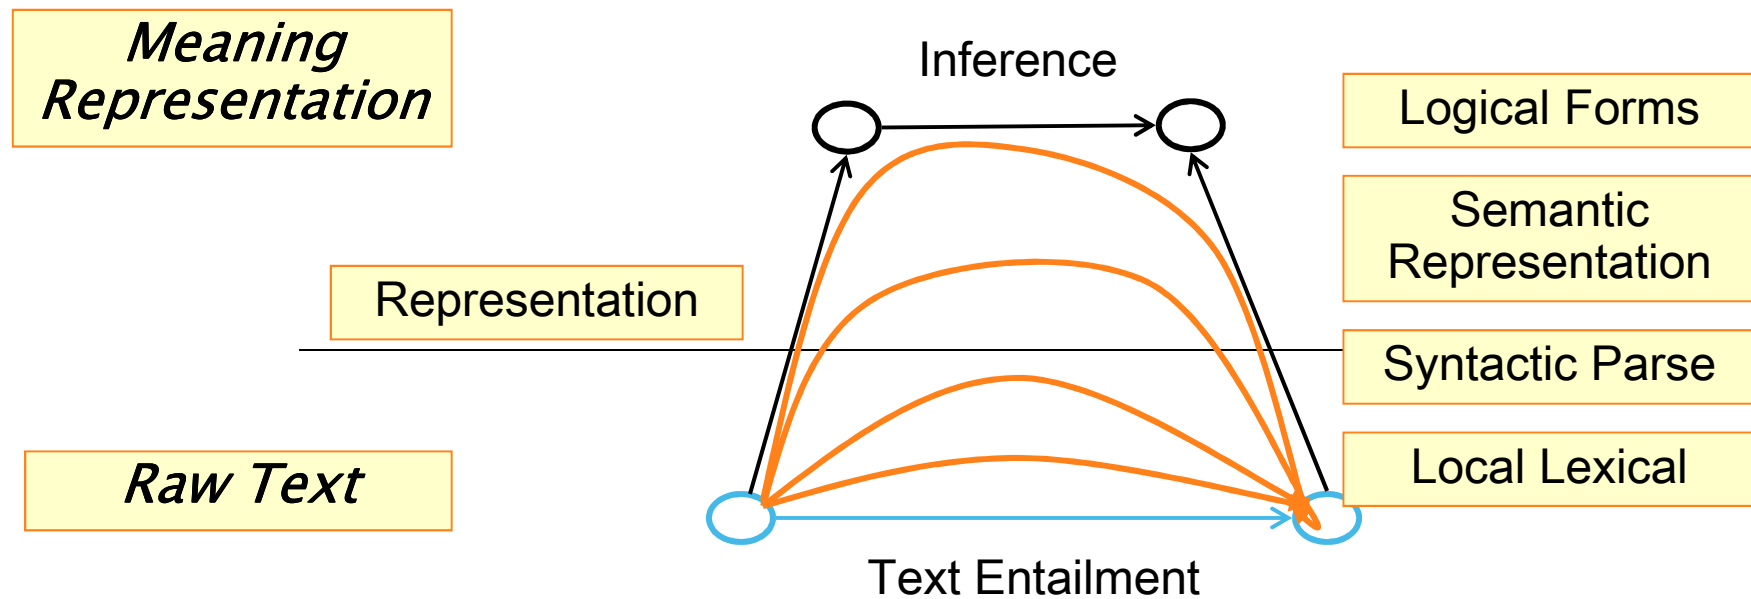 Meaning
Representation
Inference
Logical Forms
Semantic
Representation
Representation
Syntactic Parse
Raw Text
Local Lexical
Text Entailment